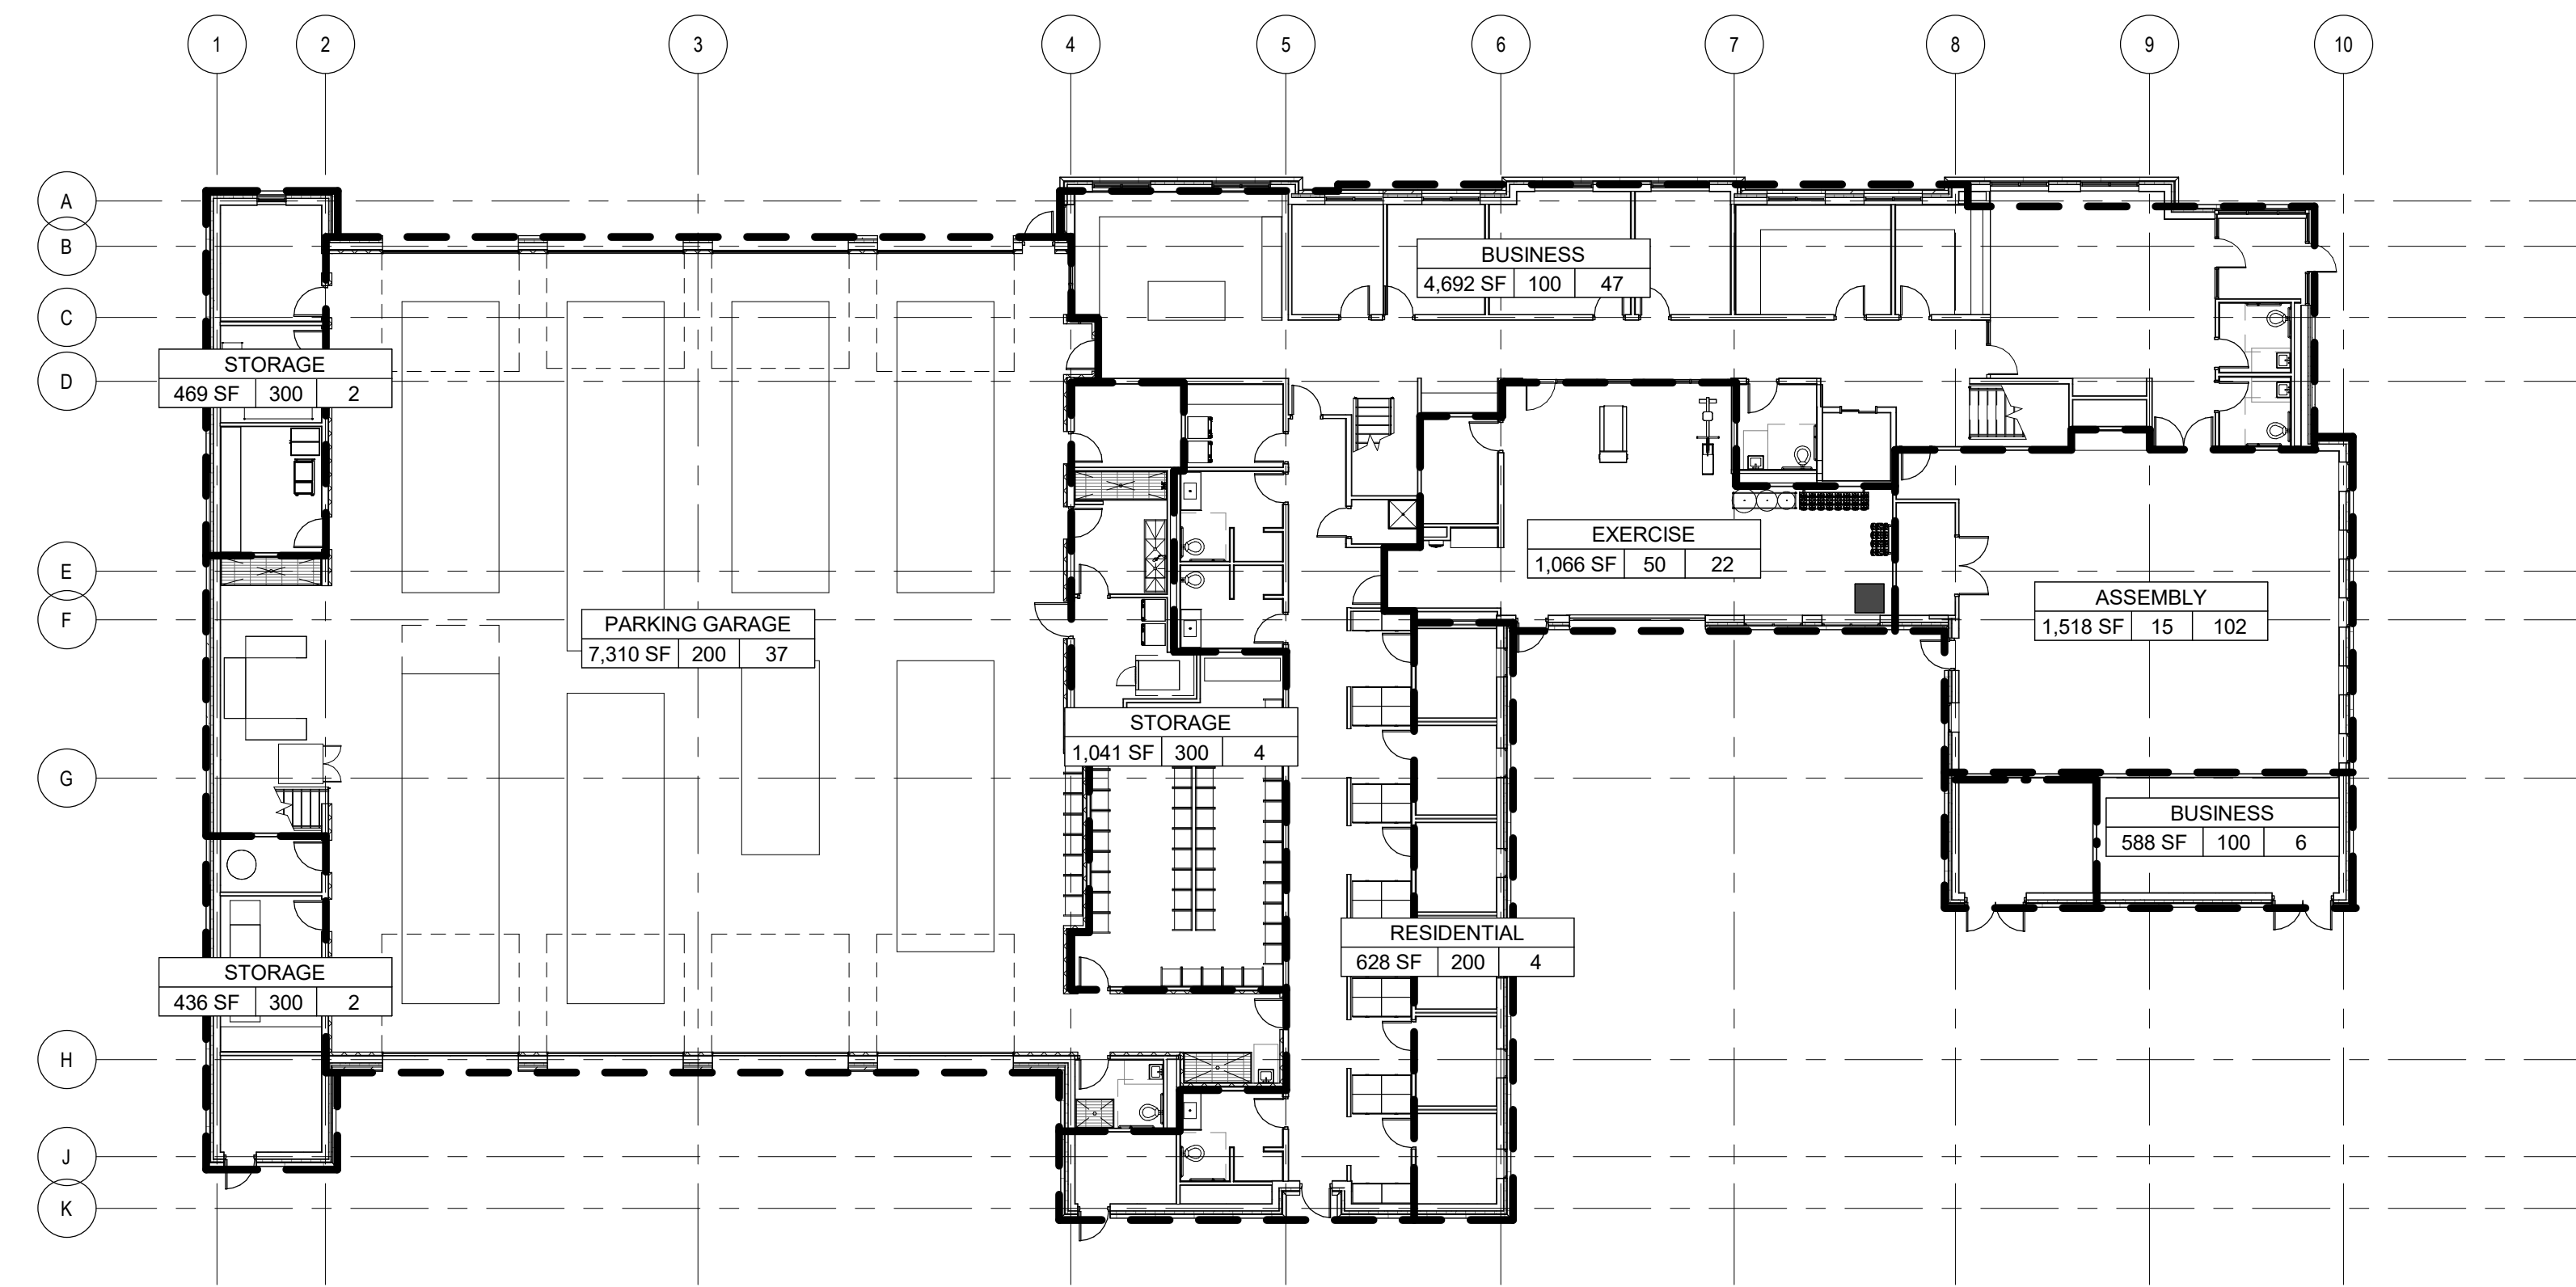 1 2 3 4 5 6 7 8 9 10
A
B
C
D
E
F
G
H
J
K
BUSINESS
4,692 SF 100 47
STORAGE
469 SF 300 2
EXERCISE
1,066 SF 50 22
ASSEMBLY
1,518 SF 15 102
PARKING GARAGE
7,310 SF 200 37
STORAGE
1,041 SF 300 4
BUSINESS
588 SF 100 6
RESIDENTIAL
628 SF 200 4
STORAGE
436 SF 300 2